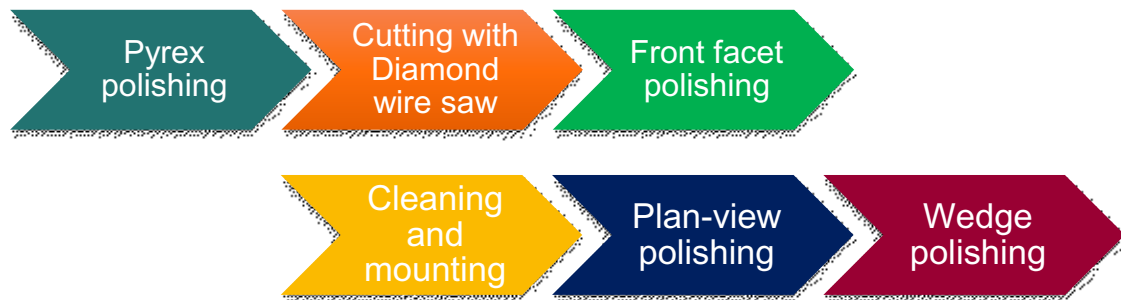 Pyrex
polishing
Cutting with
Diamond
wire saw
Front facet
polishing
Cleaning
and
mounting
Plan-view
polishing
Wedge
polishing